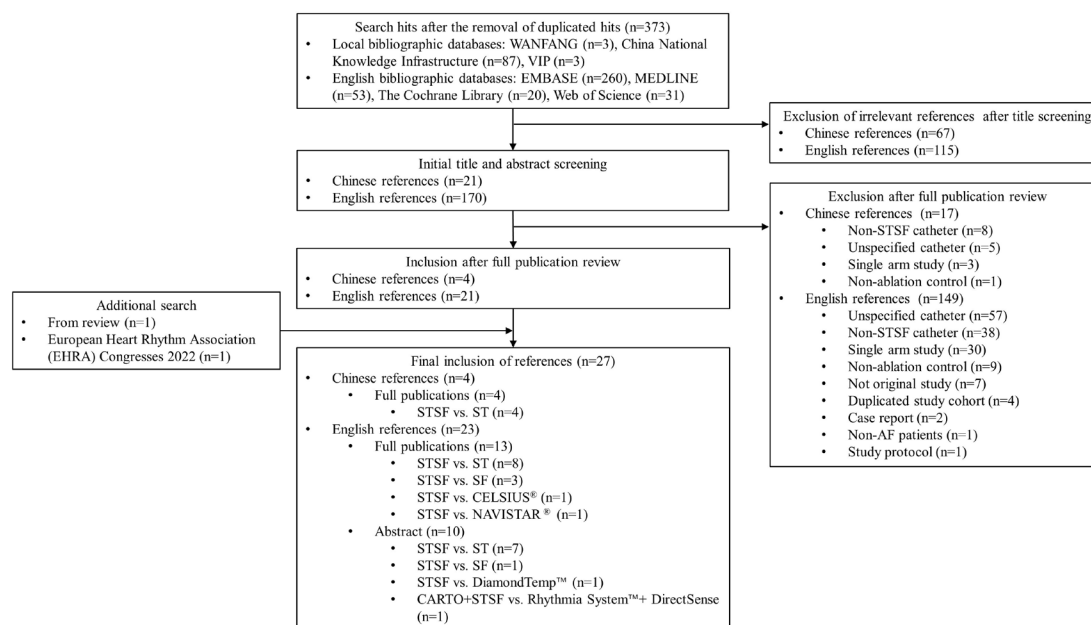 Search hits after the removal of duplicated hits (n=373)
• Local bibliographic databases: WANFANG (n=3), China National
Knowledge Infrastructure (n=87), VIP (n=3)
• English bibliographic databases: EMBASE (n=260), MEDLINE
(n=53), The Cochrane Library (n=20), Web of Science (n=31)
Exclusion of irrelevant references after title screening
• Chinese references (n=67)
• English references (n=115)
Initial title and abstract screening
• Chinese references (n=21)
• English references (n=170)
Exclusion after full publication review
• Chinese references (n=17)
• Non-STSF catheter (n=8)
• Unspecified catheter (n=5)
• Single arm study (n=3)
• Non-ablation control (n=1)
• English references (n=149)
• Unspecified catheter (n=57)
• Non-STSF catheter (n=38)
• Single arm study (n=30)
• Non-ablation control (n=9)
• Not original study (n=7)
• Duplicated study cohort (n=4)
• Case report (n=2)
• Non-AF patients (n=1)
• Study protocol (n=1)
Inclusion after full publication review
• Chinese references (n=4)
• English references (n=21)
Additional search
• From review (n=1)
• European Heart Rhythm Association
(EHRA) Congresses 2022 (n=1)
Final inclusion of references (n=27)
• Chinese references (n=4)
• Full publications (n=4)
• STSF vs. ST (n=4)
• English references (n=23)
• Full publications (n=13)
• STSF vs. ST (n=8)
• STSF vs. SF (n=3)
• STSF vs. CELSIUS® (n=1)
• STSF vs. NAVISTAR ® (n=1)
• Abstract (n=10)
• STSF vs. ST (n=7)
• STSF vs. SF (n=1)
• STSF vs. DiamondTemp™ (n=1)
• CARTO+STSF vs. Rhythmia System™+ DirectSense
(n=1)